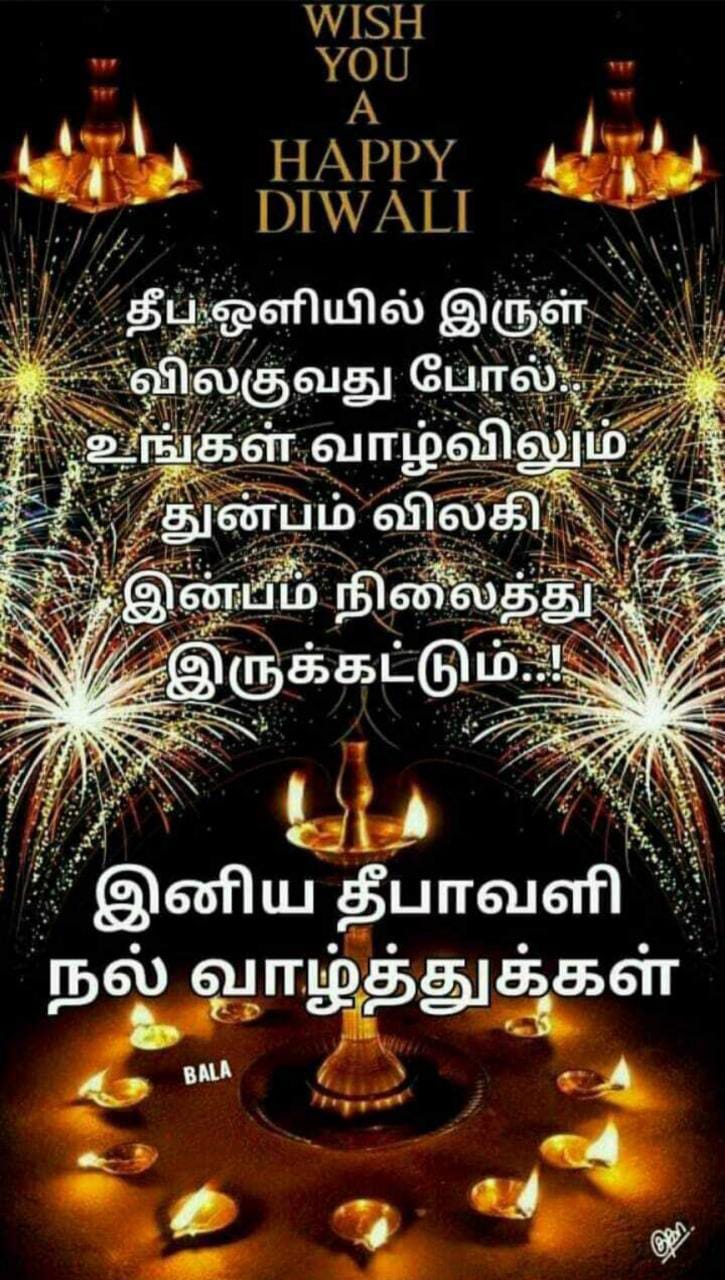 WISH
YOU
A
HAPPY
DIWALI
தீப ஒளியில் இருள்
விலகுவது போல்..
உங்கள் வாழ்விலும்
துன்பம் விலகி
இன்பம் நிலைத்து
இருக்கட்டும்..!
இனிய தீபாவளி
நல் வாழ்த்துக்கள்
BALA